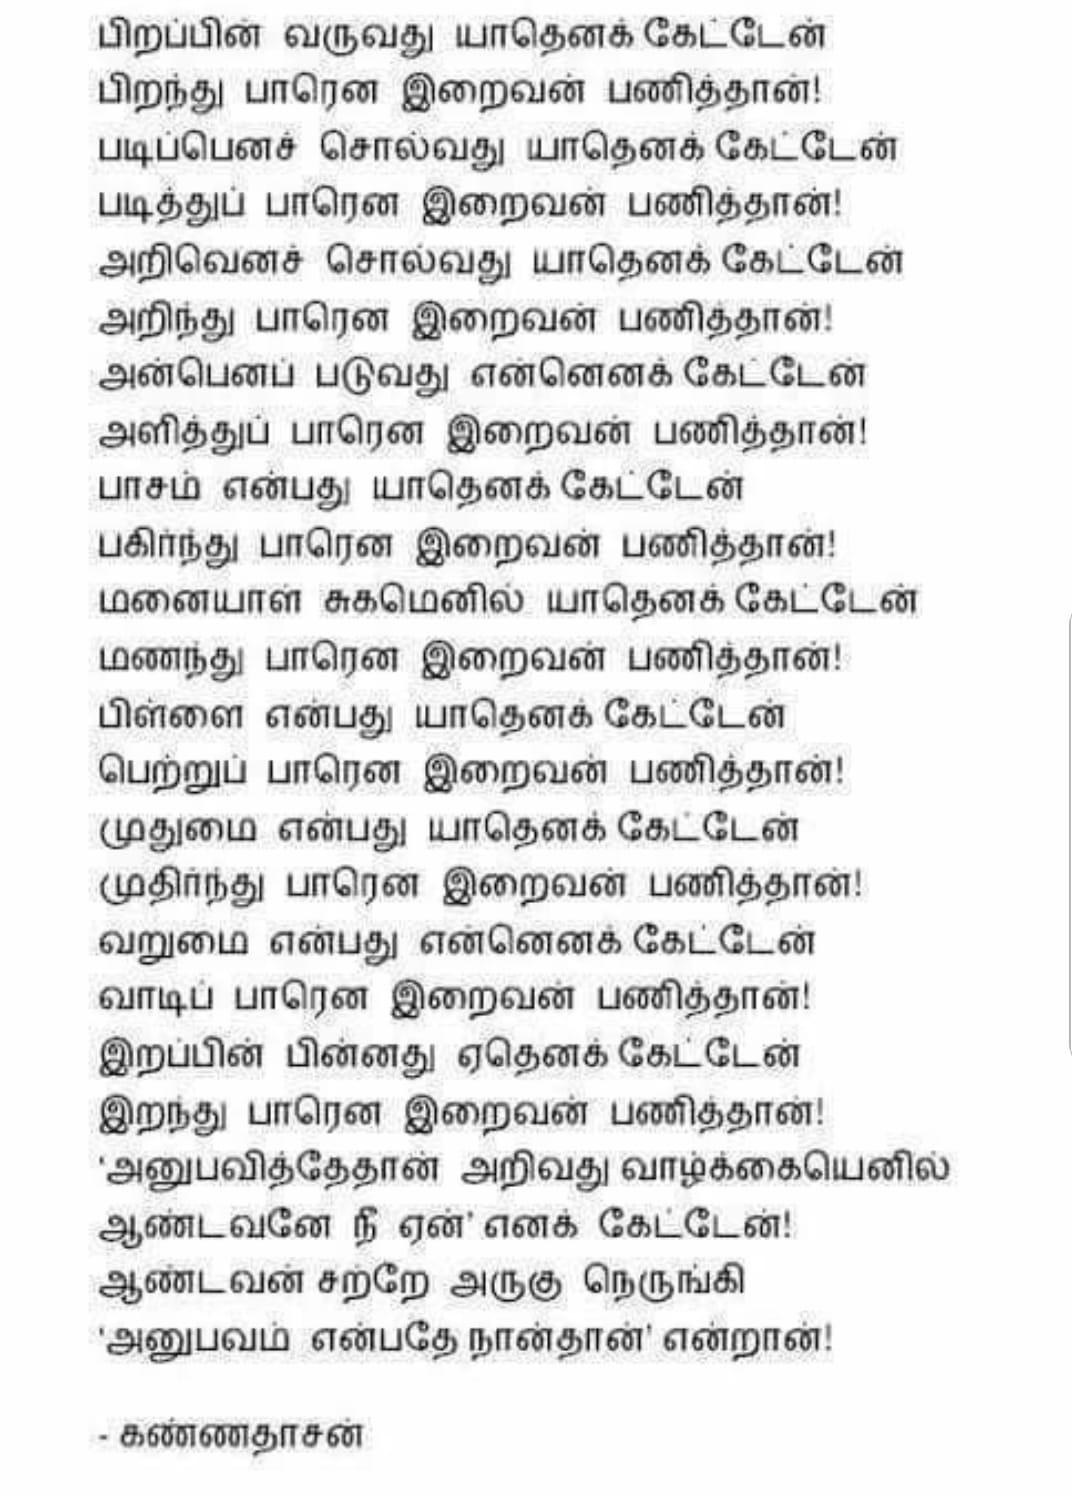 பிறப்பின் வருவது யாதெனக் கேட்டேன்
பிறந்து பாரென இறைவன் பணித்தான்!
படிப்பெனச் சொல்வது யாதெனக் கேட்டேன்
படித்துப் பாரென இறைவன் பணித்தான்!
அறிவெனச் சொல்வது யாதெனக் கேட்டேன்
அறிந்து பாரென இறைவன் பணித்தான்!
அன்பெனப் படுவது என்னெனக் கேட்டேன்
அளித்துப் பாரென இறைவன் பணித்தான்!
பாசம் என்பது யாதெனக் கேட்டேன்
பகிர்ந்து பாரென இறைவன் பணித்தான்!
மனையாள் சுகமெனில் யாதெனக் கேட்டேன்
மணந்து பாரென இறைவன் பணித்தான்!
பிள்ளை என்பது யாதெனக் கேட்டேன்
பெற்றுப் பாரென இறைவன் பணித்தான்!
முதுமை என்பது யாதெனக் கேட்டேன்
முதிர்ந்து பாரென இறைவன் பணித்தான்!
வறுமை என்பது என்னெனக் கேட்டேன்
வாடிப் பாரென இறைவன் பணித்தான்!
இறப்பின் பின்னது ஏதெனக் கேட்டேன்
இறந்து பாரென இறைவன் பணித்தான்!
‘அனுபவித்தேதான் அறிவது வாழ்க்கையெனில்
ஆண்டவனே நீ ஏன்’ எனக் கேட்டேன்!
ஆண்டவன் சற்றே அருகு நெருங்கி
‘அனுபவம் என்பதே நான்தான்’ என்றான்!
- கண்ணதாசன்